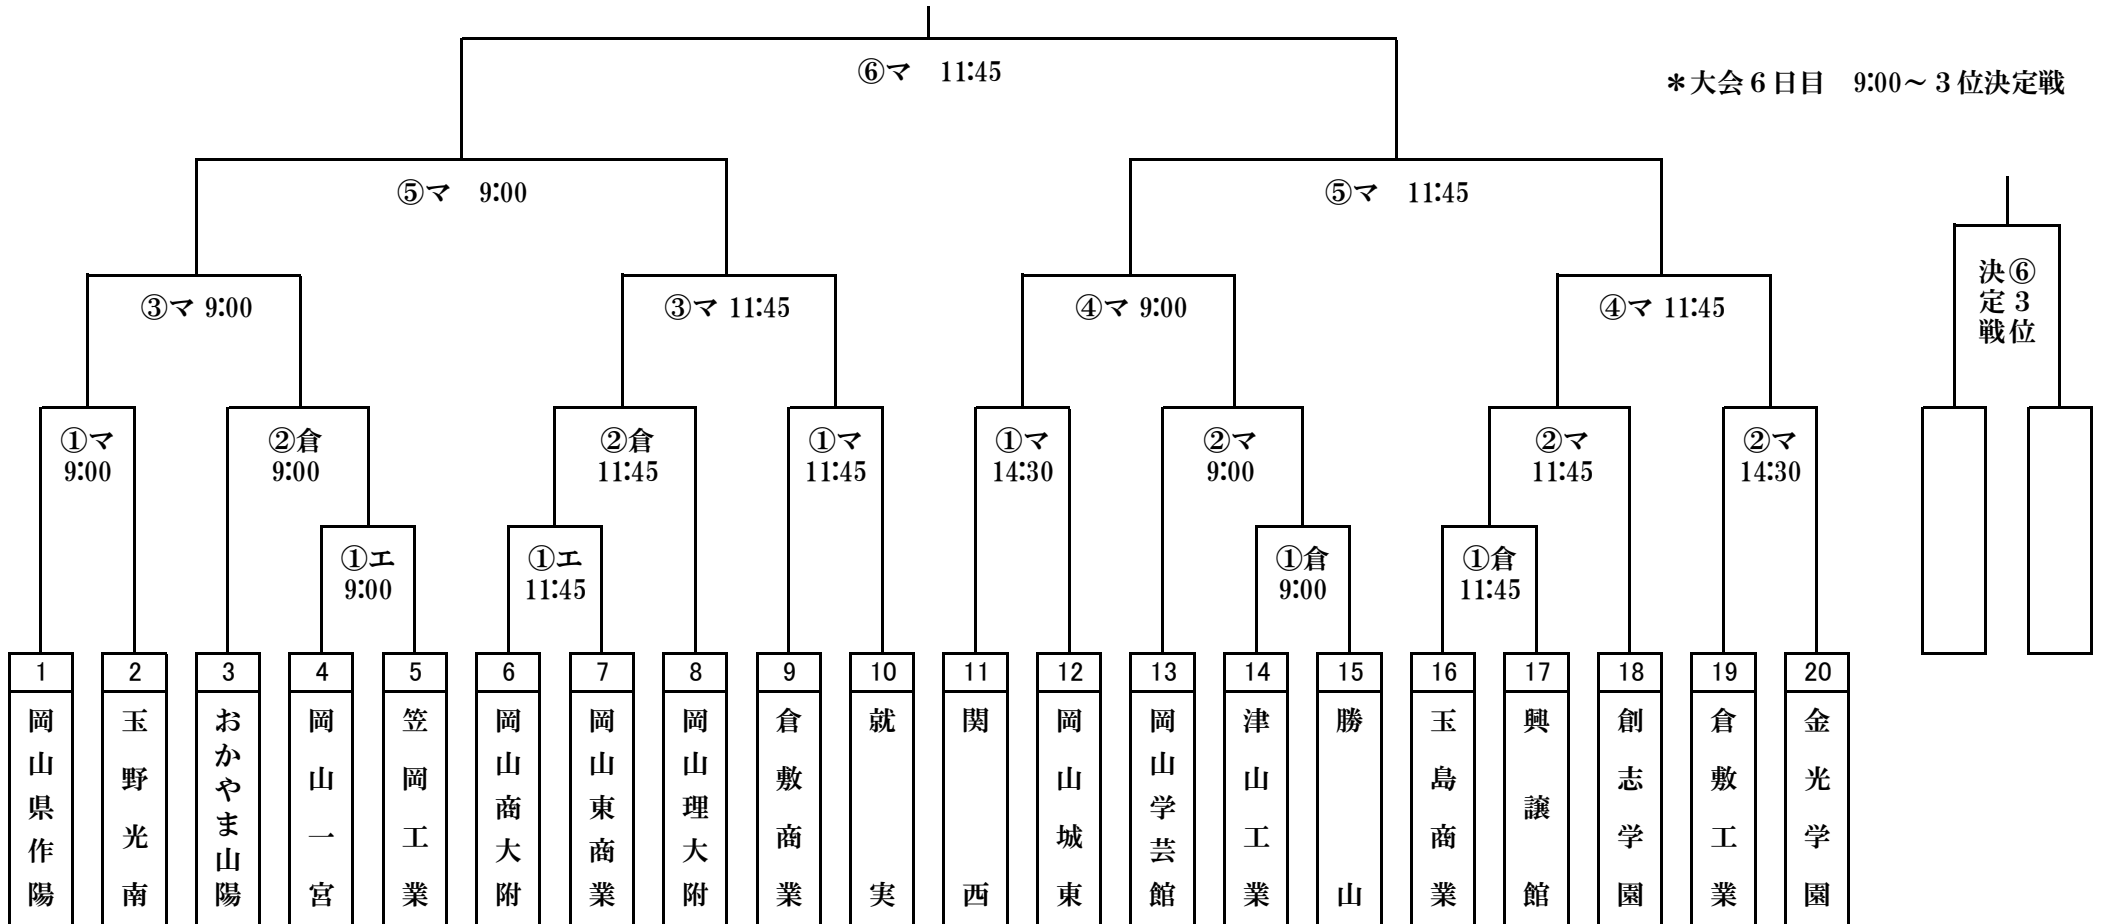 ⑥マ　11:45
＊大会６日目　9:00～３位決定戦
⑤マ　9:00
⑤マ　11:45
③マ 9:00
③マ 11:45
④マ 9:00
④マ 11:45
⑥３位
決定戦
①マ
9:00
②倉
9:00
②倉
11:45
①マ
11:45
①マ
14:30
②マ
9:00
②マ
11:45
②マ
14:30
①エ
9:00
①エ
11:45
①倉
9:00
①倉
11:45
1
岡山県作陽
2
玉野光南
3
おかやま山陽
4
岡山一宮
5
笠岡工業
6
岡山商大附
7
岡山東商業
8
岡山理大附
9
倉敷商業
10
就実
11
関西
12
岡山城東
13
岡山学芸館
14
津山工業
15
勝山
16
玉島商業
17
興譲館
18
創志学園
19
倉敷工業
20
金光学園